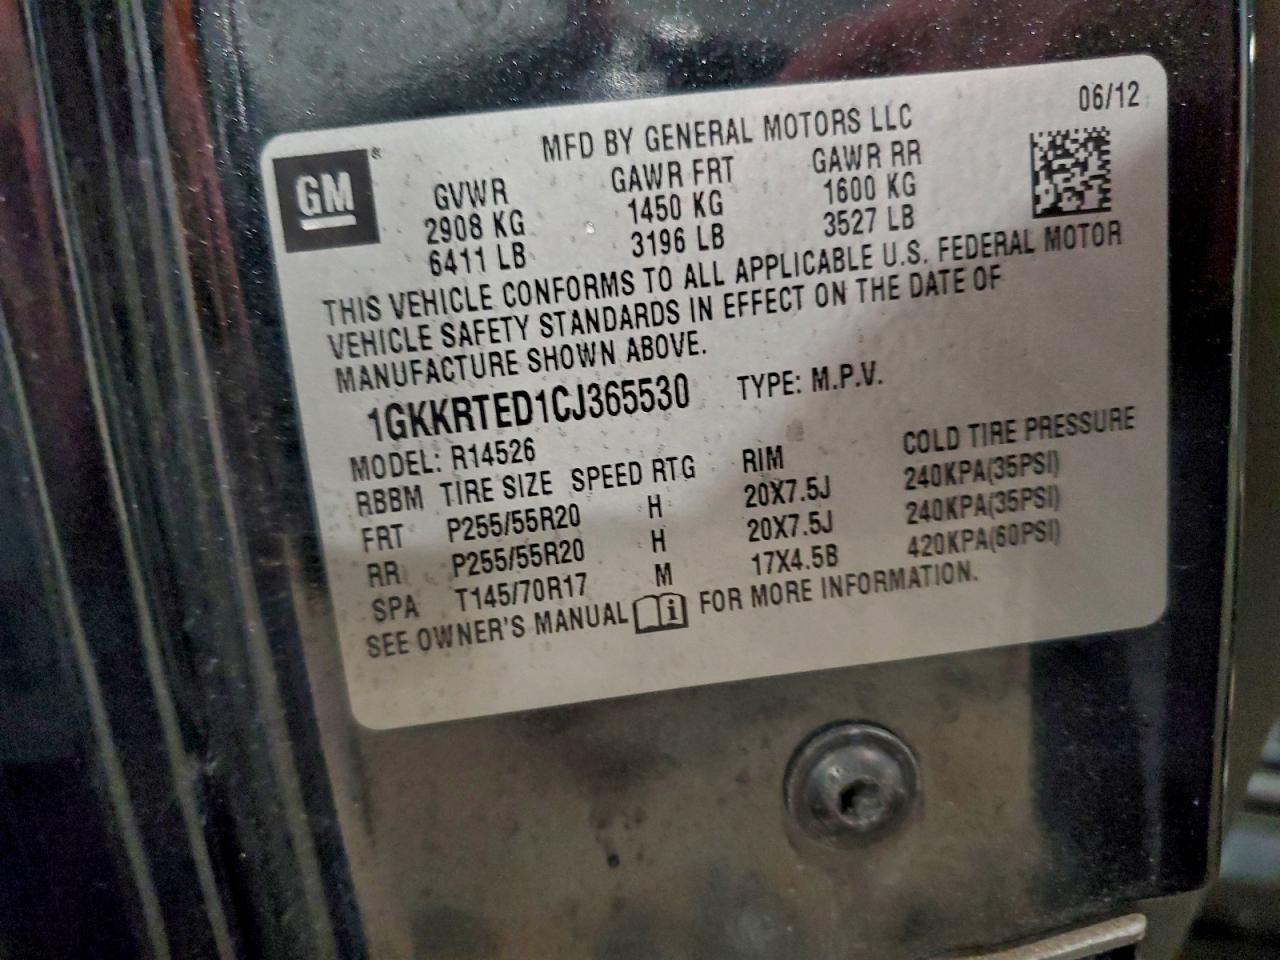 06/12
MFD BY GENERAL MOTORS LLC
GM ®
GVWR GAWR FRT GAWR RR
2908 KG 1450 KG 1600 KG
6411 LB 3196 LB 3527 LB
THIS VEHICLE CONFORMS TO ALL APPLICABLE U.S. FEDERAL MOTOR
VEHICLE SAFETY STANDARDS IN EFFECT ON THE DATE OF
MANUFACTURE SHOWN ABOVE.
1GKKRTED1CJ365530 TYPE: M.P.V.
MODEL: R14526
RBBM TIRE SIZE SPEED RTG RIM COLD TIRE PRESSURE
FRT P255/55R20 H 20X7.5J 240KPA(35PSI)
RR P255/55R20 H 20X7.5J 240KPA(35PSI)
SPA T145/70R17 M 17X4.5B 420KPA(60PSI)
SEE OWNER'S MANUAL i FOR MORE INFORMATION.